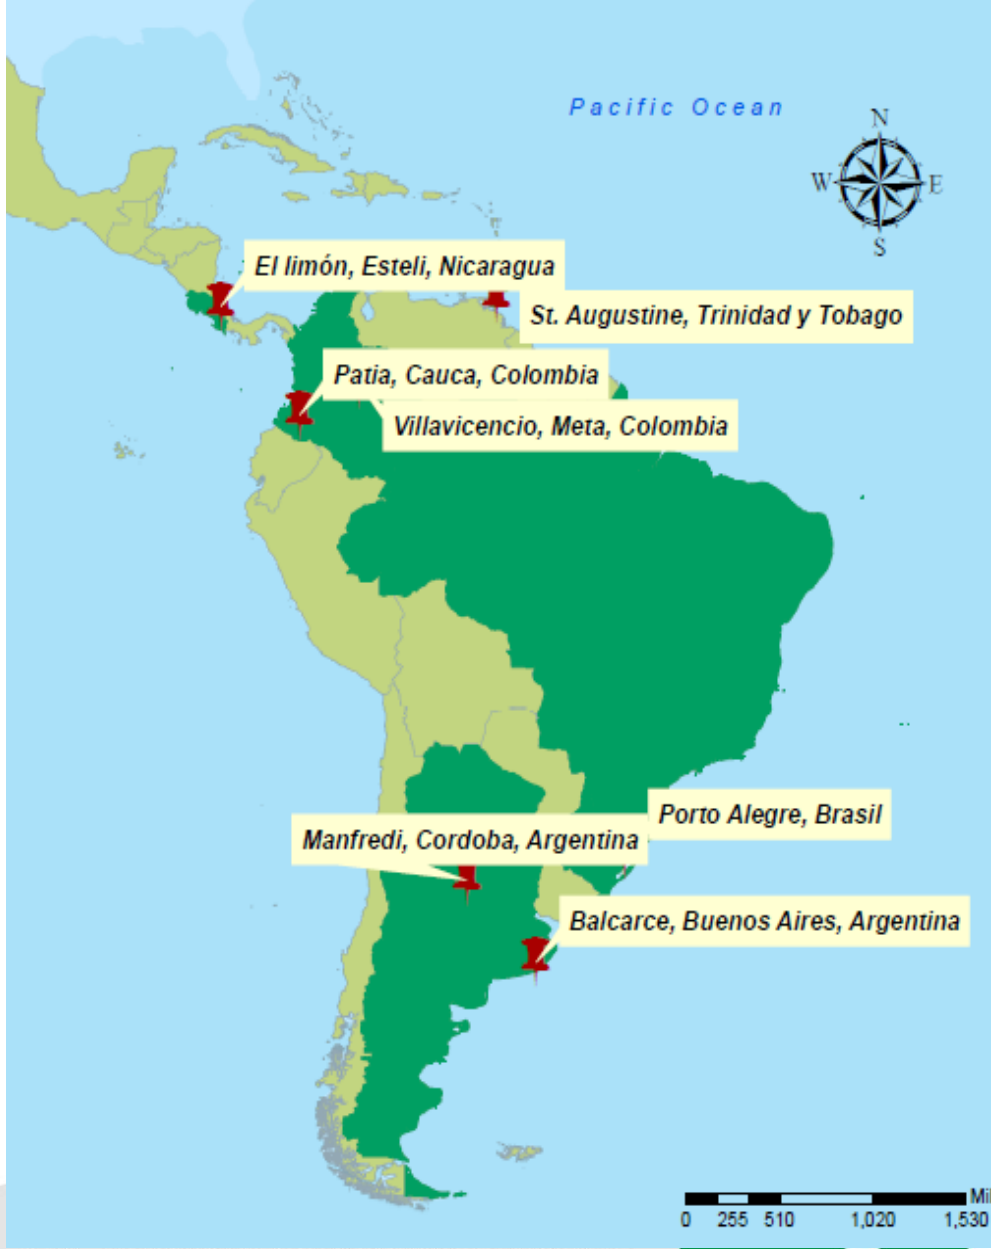 Pacific Ocean
N
W E
S
El limón, Esteli, Nicaragua
St. Augustine, Trinidad y Tobago
Patia, Cauca, Colombia
Villavicencio, Meta, Colombia
Porto Alegre, Brasil
Manfredi, Cordoba, Argentina
Balcarce, Buenos Aires, Argentina
Mil
0 255 510 1,020 1,530